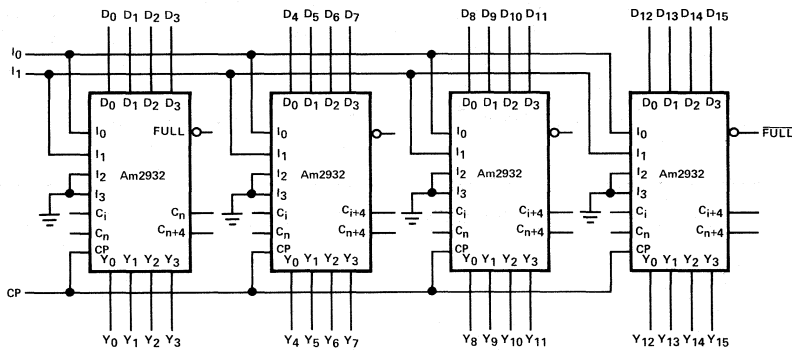 D0 D1 D2 D3 D4 D5 D6 D7 D8 D9 D10 D11 D12 D13 D14 D15
I0
I1
D0 D1 D2 D3 D0 D1 D2 D3 D0 D1 D2 D3 D0 D1 D2 D3
I0 FULL I0 I0 I0 FULL
I1 I1 I1 I1
I2 I2 I2 I2
Am2932 Am2932 Am2932 Am2932
I3 I3 I3 I3
Ci Cn Ci Ci+4 Ci Ci+4 Ci Ci+4
Cn Cn+4 Cn Cn+4 Cn Cn+4 Cn Cn+4
CP CP CP CP
Y0 Y1 Y2 Y3 Y0 Y1 Y2 Y3 Y0 Y1 Y2 Y3 Y0 Y1 Y2 Y3
CP
Y0 Y1 Y2 Y3 Y4 Y5 Y6 Y7 Y8 Y9 Y10 Y11 Y12 Y13 Y14 Y15